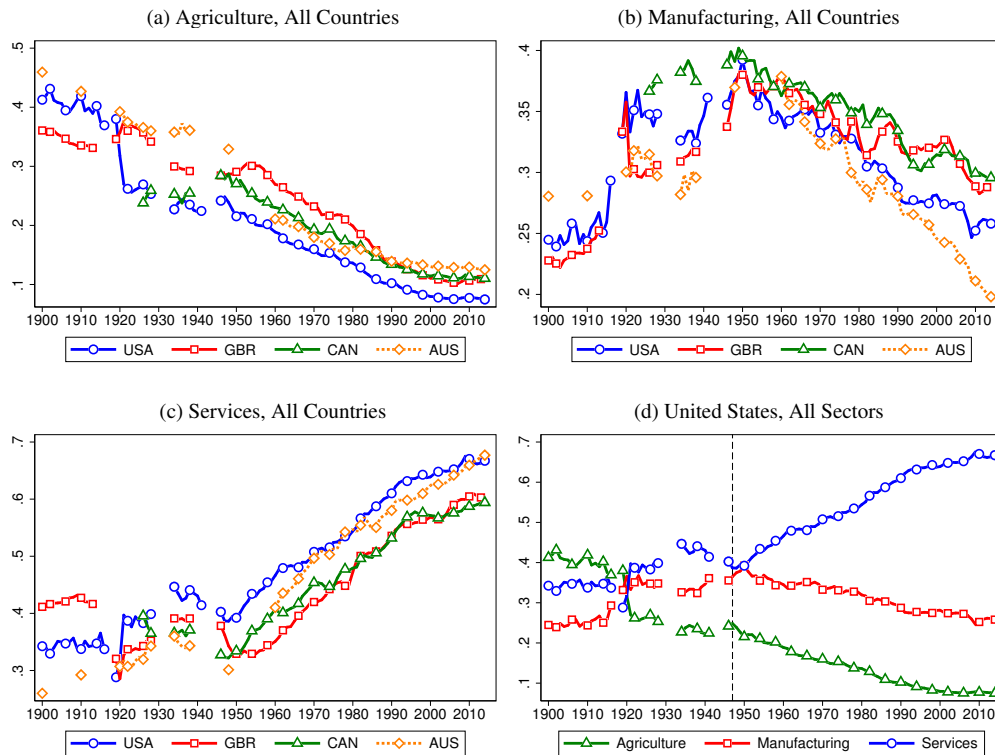 (a) Agriculture, All Countries
.5
.4
.3
.2
.1
1900 1910 1920 1930 1940 1950 1960 1970 1980 1990 2000 2010
USA GBR CAN AUS
(b) Manufacturing, All Countries
.4
.35
.3
.25
.2
1900 1910 1920 1930 1940 1950 1960 1970 1980 1990 2000 2010
USA GBR CAN AUS
(c) Services, All Countries
.7
.6
.5
.4
.3
1900 1910 1920 1930 1940 1950 1960 1970 1980 1990 2000 2010
USA GBR CAN AUS
(d) United States, All Sectors
.7
.6
.5
.4
.3
.2
.1
1900 1910 1920 1930 1940 1950 1960 1970 1980 1990 2000 2010
Agriculture Manufacturing Services